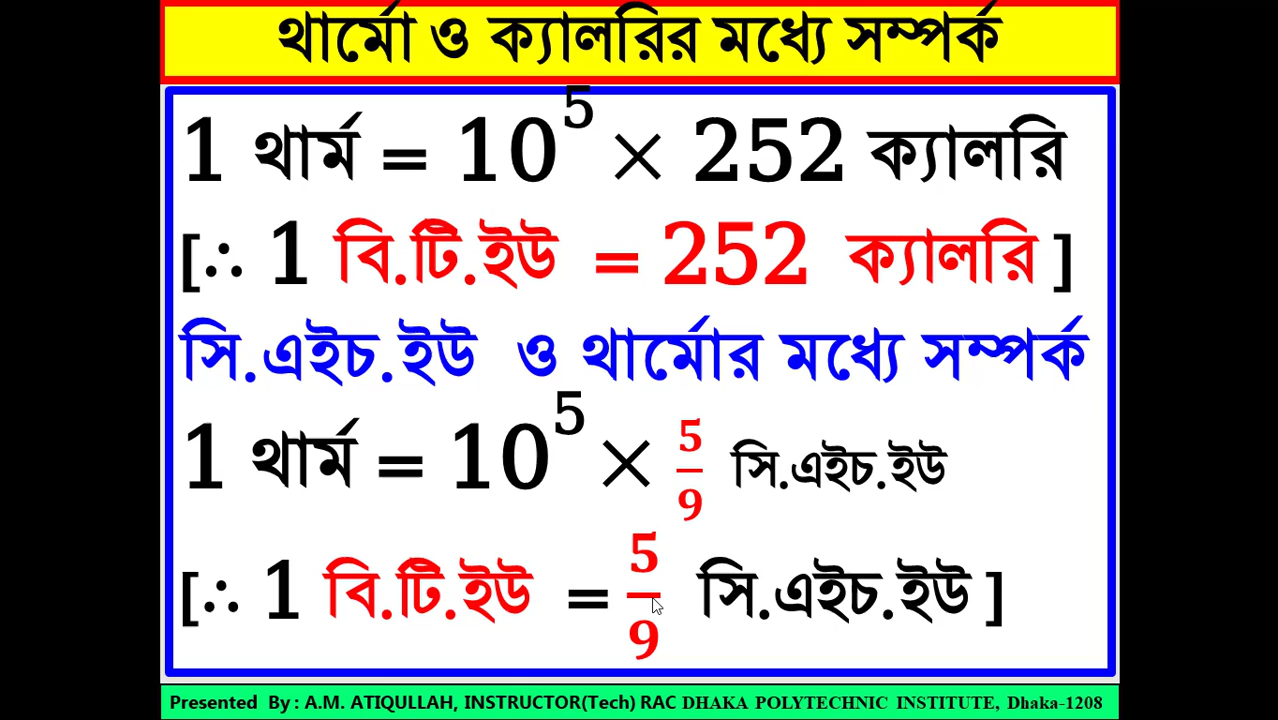 থার্মো ও ক্যালরির মধ্যে সম্পর্ক
1 থার্ম = 10⁵ × 252 ক্যালরি
[∴ 1 বি.টি.ইউ = 252 ক্যালরি ]
সি.এইচ.ইউ ও থার্মোর মধ্যে সম্পর্ক
1 থার্ম = 10⁵ × 5/9 সি.এইচ.ইউ
[∴ 1 বি.টি.ইউ = 5/9 সি.এইচ.ইউ ]
Presented By : A.M. ATIQULLAH, INSTRUCTOR(Tech) RAC DHAKA POLYTECHNIC INSTITUTE, Dhaka-1208